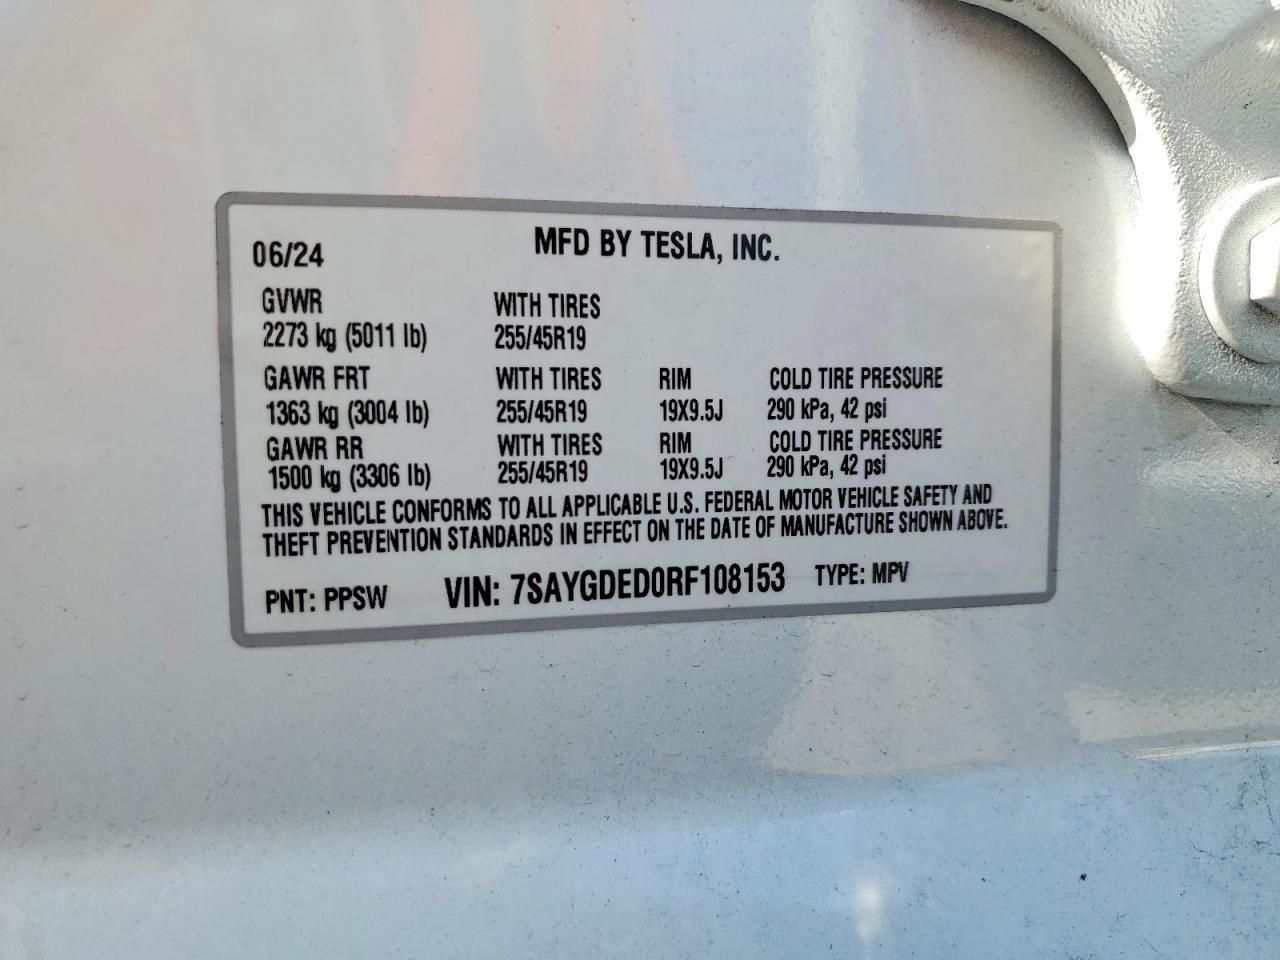 06/24 MFD BY TESLA, INC.
GVWR WITH TIRES
2273 kg (5011 lb) 255/45R19
GAWR FRT WITH TIRES RIM COLD TIRE PRESSURE
1363 kg (3004 lb) 255/45R19 19X9.5J 290 kPa, 42 psi
GAWR RR WITH TIRES RIM COLD TIRE PRESSURE
1500 kg (3306 lb) 255/45R19 19X9.5J 290 kPa, 42 psi
THIS VEHICLE CONFORMS TO ALL APPLICABLE U.S. FEDERAL MOTOR VEHICLE SAFETY AND
THEFT PREVENTION STANDARDS IN EFFECT ON THE DATE OF MANUFACTURE SHOWN ABOVE.
PNT: PPSW VIN: 7SAYGDED0RF108153 TYPE: MPV